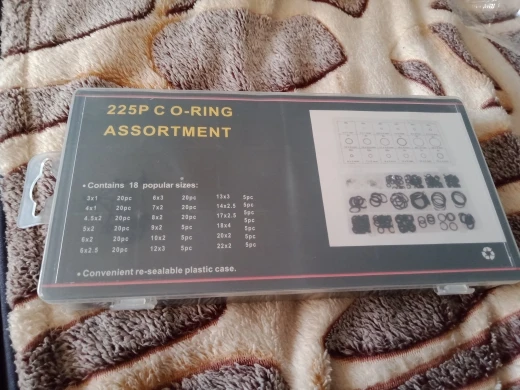 225P C O-RING
ASSORTMENT
• Contains 18 popular sizes:
3x1 20pc 6x3 20pc 13x3 5pc
4x1 20pc 7x2 20pc 14x2.5 5pc
4.5x2 20pc 8x2 20pc 17x2.5 5pc
5x2 20pc 9x2 5pc 18x4 5pc
6x2 20pc 10x2 5pc 20x2 5pc
6x2.5 20pc 12x3 5pc 22x2 5pc
• Convenient re-sealable plastic case.